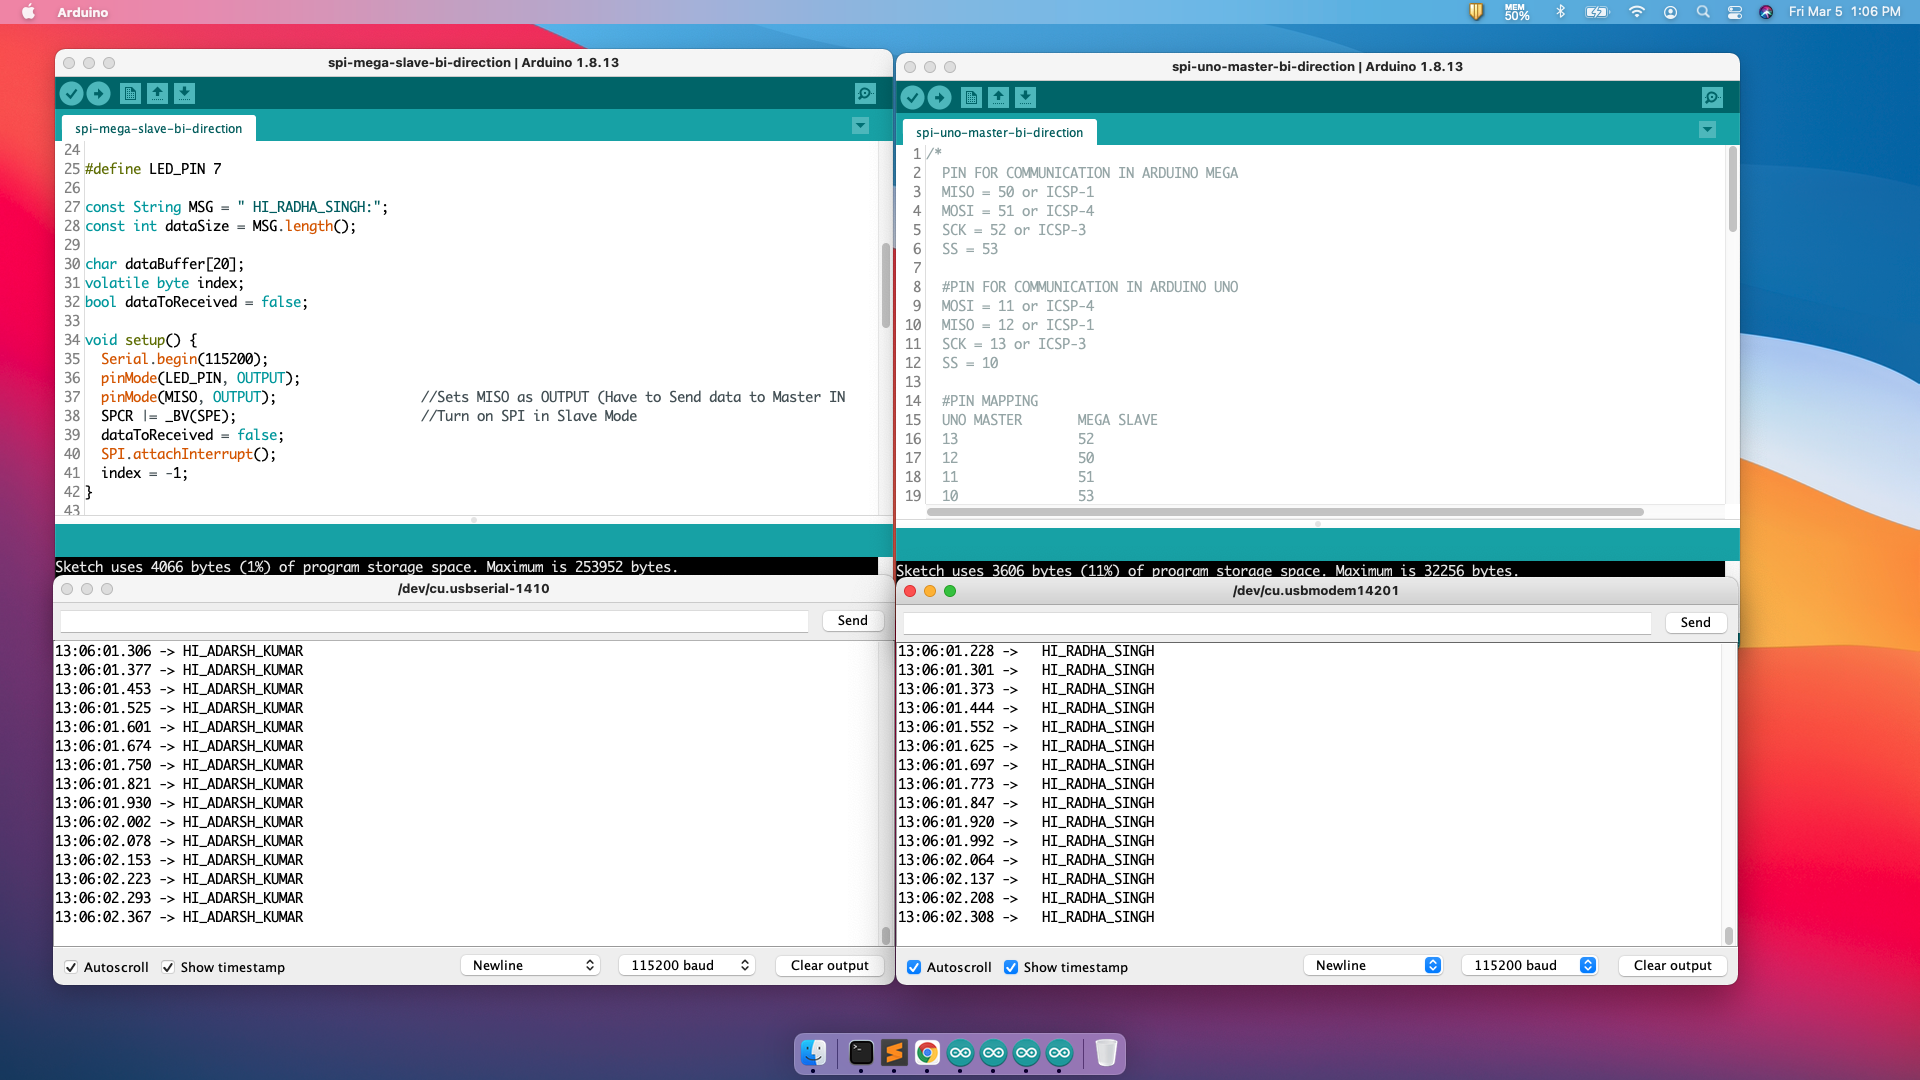 Arduino
MEM
50%
Fri Mar 5 1:06 PM
spi-mega-slave-bi-direction | Arduino 1.8.13
spi-mega-slave-bi-direction
24
25 #define LED_PIN 7
26
27 const String MSG = " HI_RADHA_SINGH:";
28 const int dataSize = MSG.length();
29
30 char dataBuffer[20];
31 volatile byte index;
32 bool dataToReceived = false;
33
34 void setup() {
35 Serial.begin(115200);
36 pinMode(LED_PIN, OUTPUT);
37 pinMode(MISO, OUTPUT); //Sets MISO as OUTPUT (Have to Send data to Master IN
38 SPCR |= _BV(SPE); //Turn on SPI in Slave Mode
39 dataToReceived = false;
40 SPI.attachInterrupt();
41 index = -1;
42 }
43
Sketch uses 4066 bytes (1%) of program storage space. Maximum is 253952 bytes.
spi-uno-master-bi-direction | Arduino 1.8.13
spi-uno-master-bi-direction
1 /*
2 PIN FOR COMMUNICATION IN ARDUINO MEGA
3 MISO = 50 or ICSP-1
4 MOSI = 51 or ICSP-4
5 SCK = 52 or ICSP-3
6 SS = 53
7
8 #PIN FOR COMMUNICATION IN ARDUINO UNO
9 MOSI = 11 or ICSP-4
10 MISO = 12 or ICSP-1
11 SCK = 13 or ICSP-3
12 SS = 10
13
14 #PIN MAPPING
15 UNO MASTER MEGA SLAVE
16 13 52
17 12 50
18 11 51
19 10 53
Sketch uses 3606 bytes (11%) of program storage space. Maximum is 32256 bytes.
/dev/cu.usbserial-1410
Send
13:06:01.306 -> HI_ADARSH_KUMAR
13:06:01.377 -> HI_ADARSH_KUMAR
13:06:01.453 -> HI_ADARSH_KUMAR
13:06:01.525 -> HI_ADARSH_KUMAR
13:06:01.601 -> HI_ADARSH_KUMAR
13:06:01.674 -> HI_ADARSH_KUMAR
13:06:01.750 -> HI_ADARSH_KUMAR
13:06:01.821 -> HI_ADARSH_KUMAR
13:06:01.930 -> HI_ADARSH_KUMAR
13:06:02.002 -> HI_ADARSH_KUMAR
13:06:02.078 -> HI_ADARSH_KUMAR
13:06:02.153 -> HI_ADARSH_KUMAR
13:06:02.223 -> HI_ADARSH_KUMAR
13:06:02.293 -> HI_ADARSH_KUMAR
13:06:02.367 -> HI_ADARSH_KUMAR
Autoscroll Show timestamp Newline 115200 baud Clear output
/dev/cu.usbmodem14201
Send
13:06:01.228 -> HI_RADHA_SINGH
13:06:01.301 -> HI_RADHA_SINGH
13:06:01.373 -> HI_RADHA_SINGH
13:06:01.444 -> HI_RADHA_SINGH
13:06:01.552 -> HI_RADHA_SINGH
13:06:01.625 -> HI_RADHA_SINGH
13:06:01.697 -> HI_RADHA_SINGH
13:06:01.773 -> HI_RADHA_SINGH
13:06:01.847 -> HI_RADHA_SINGH
13:06:01.920 -> HI_RADHA_SINGH
13:06:01.992 -> HI_RADHA_SINGH
13:06:02.064 -> HI_RADHA_SINGH
13:06:02.137 -> HI_RADHA_SINGH
13:06:02.208 -> HI_RADHA_SINGH
13:06:02.308 -> HI_RADHA_SINGH
Autoscroll Show timestamp Newline 115200 baud Clear output